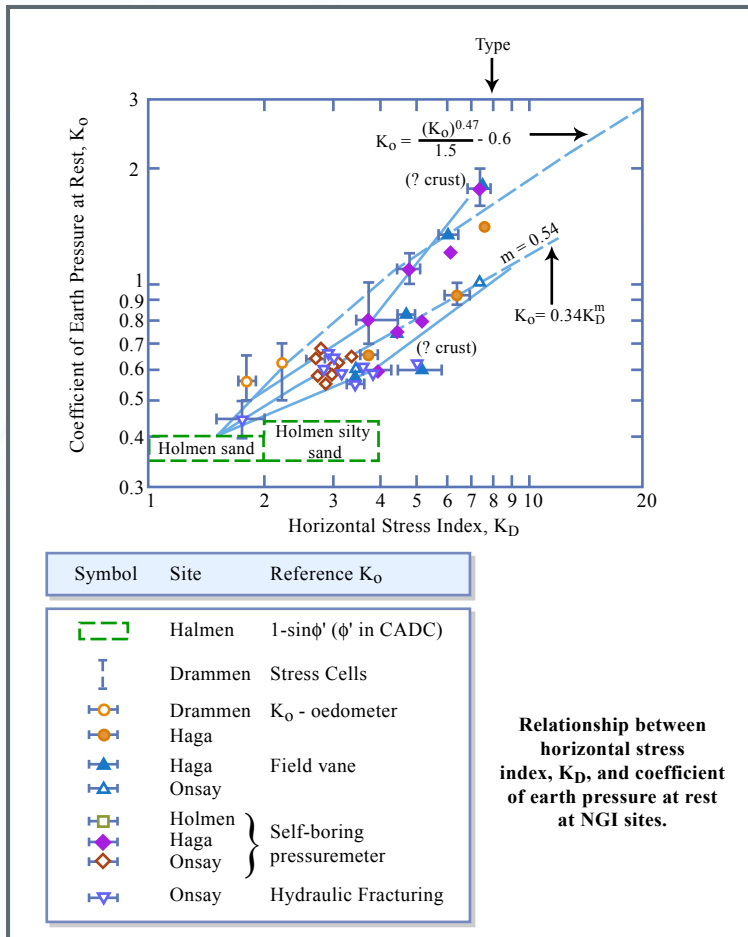 Type
3
2
1
0.9
0.8
0.7
0.6
0.5
0.4
0.3
Coefficient of Earth Pressure at Rest, Ko
Ko = (Ko)^0.47 / 1.5 - 0.6
(? crust)
m = 0.54
Ko = 0.34K_D^m
(? crust)
Holmen sand
Holmen silty
sand
1 2 3 4 5 6 7 8 9 10 20
Horizontal Stress Index, K_D
Symbol Site Reference Ko
Halmen 1-sinφ' (φ' in CADC)
Drammen Stress Cells
Drammen Ko - oedometer
Haga
Haga Field vane
Onsay
Holmen
Haga
Onsay
Self-boring
pressuremeter
Onsay Hydraulic Fracturing
Relationship between
horizontal stress
index, K_D, and coefficient
of earth pressure at rest
at NGI sites.